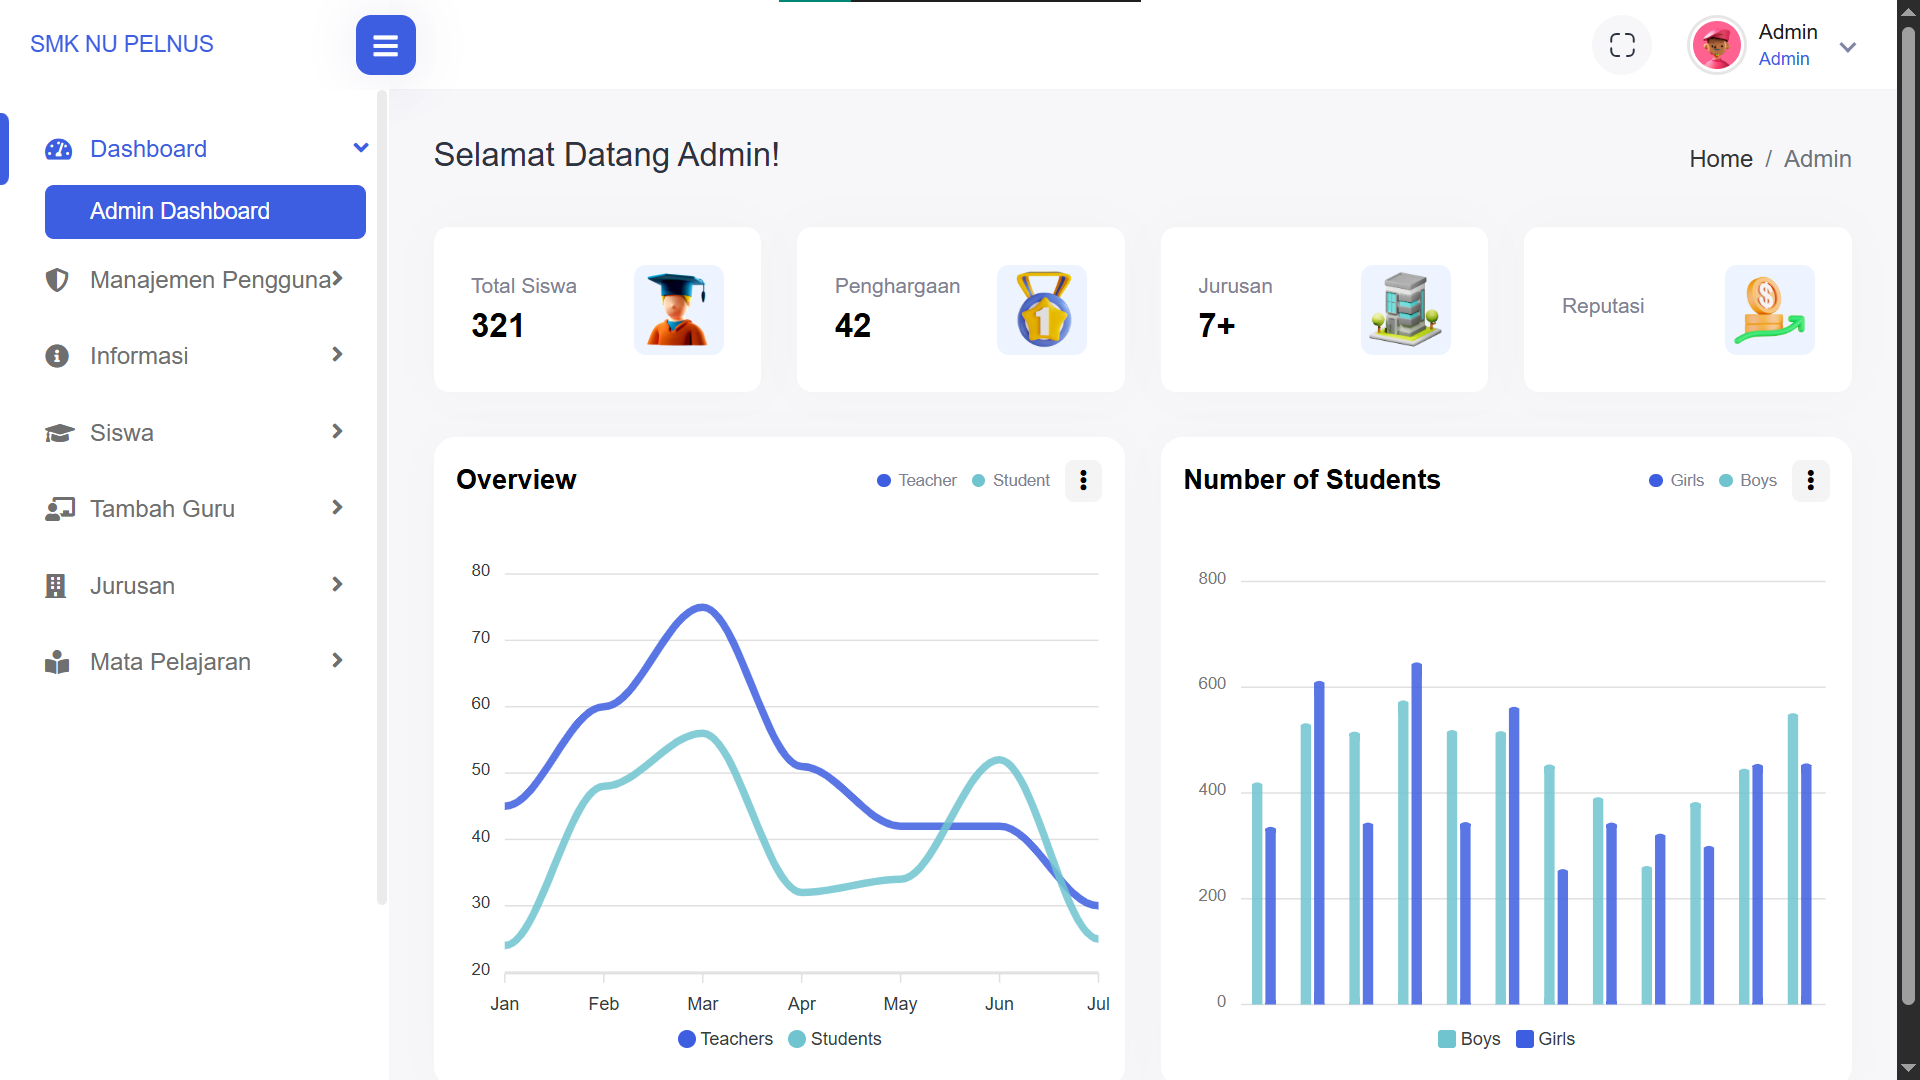 SMK NU PELNUS
Admin
Admin
Dashboard
Admin Dashboard
Manajemen Pengguna
Informasi
Siswa
Tambah Guru
Jurusan
Mata Pelajaran
Selamat Datang Admin!
Home / Admin
Total Siswa
321
Penghargaan
42
Jurusan
7+
Reputasi
Overview
Teacher Student
80
70
60
50
40
30
20
Jan Feb Mar Apr May Jun Jul
Teachers Students
Number of Students
Girls Boys
800
600
400
200
0
Boys Girls